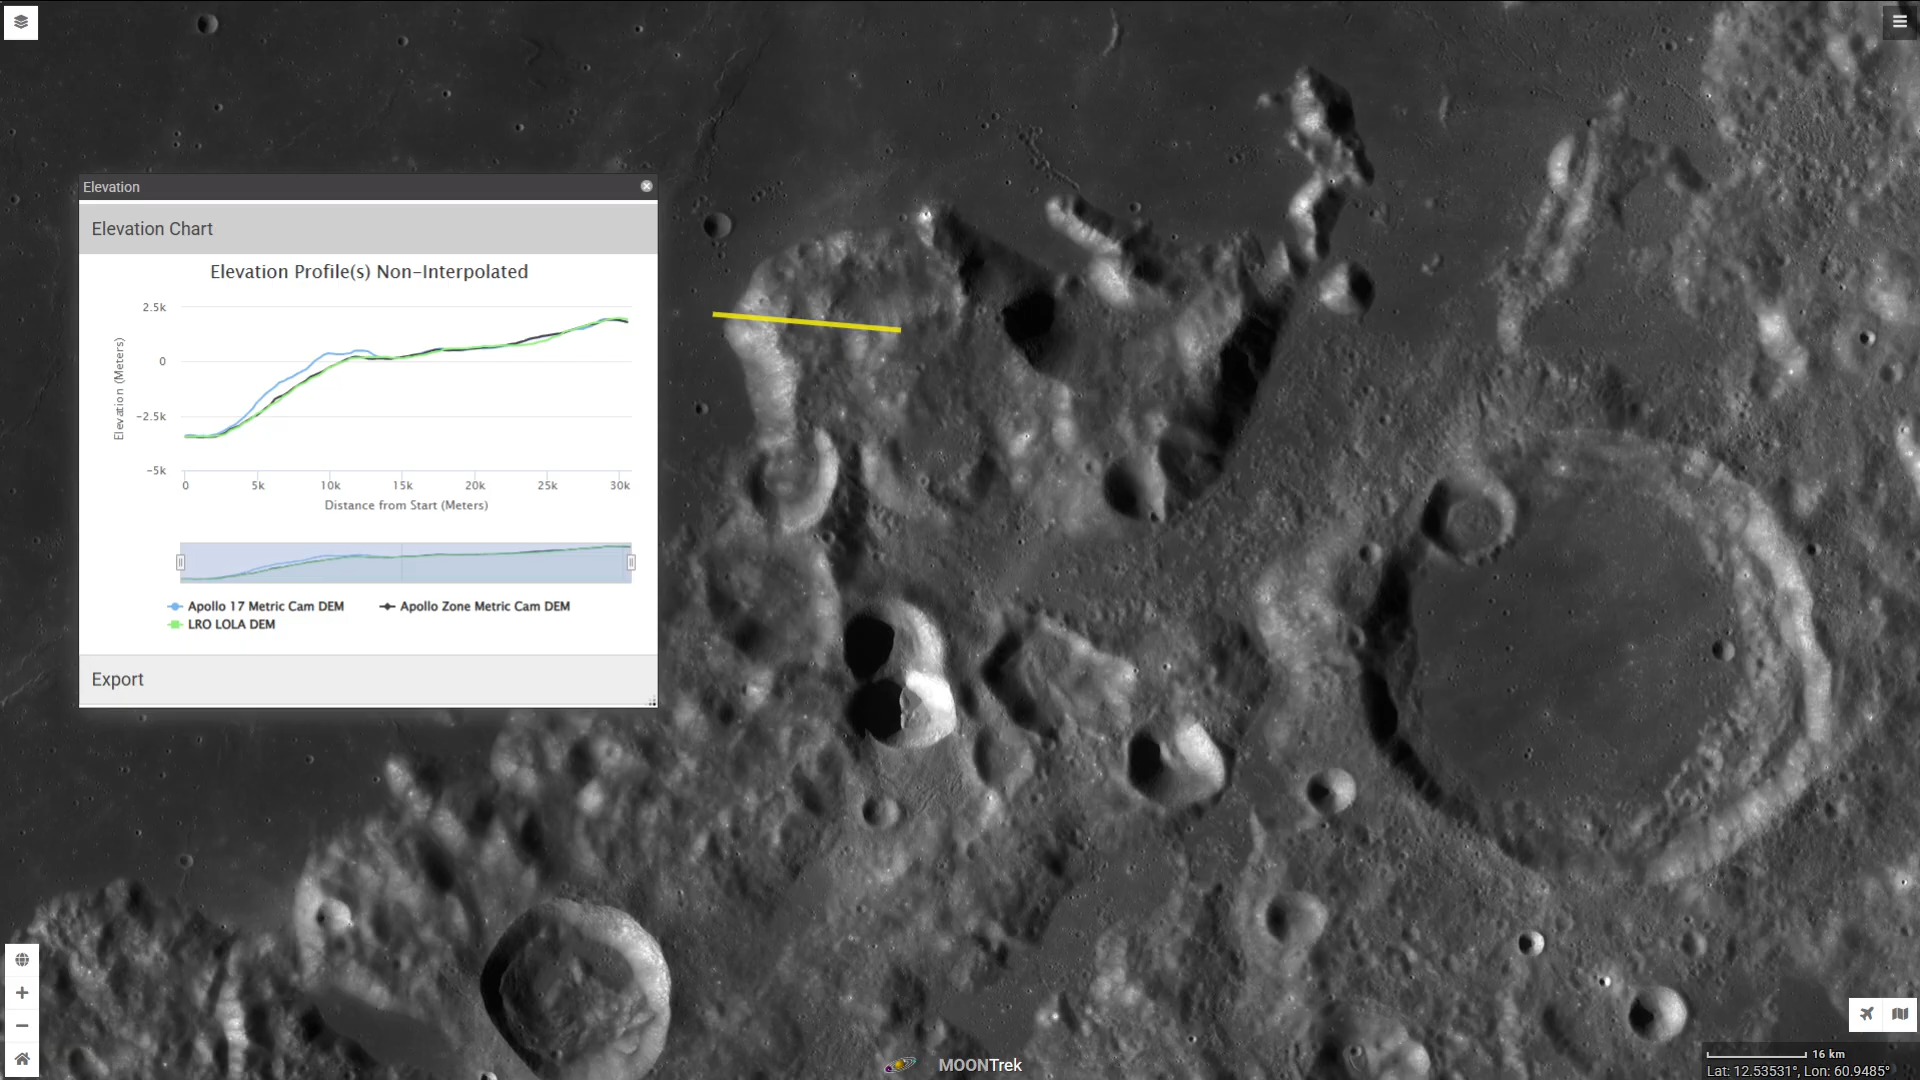 Elevation
Elevation Chart
Elevation Profile(s) Non-Interpolated
2.5k
0
-2.5k
-5k
Elevation (Meters)
0 5k 10k 15k 20k 25k 30k
Distance from Start (Meters)
Apollo 17 Metric Cam DEM Apollo Zone Metric Cam DEM
LRO LOLA DEM
Export
MOONTrek
16 km
Lat: 12.53531°, Lon: 60.9485°